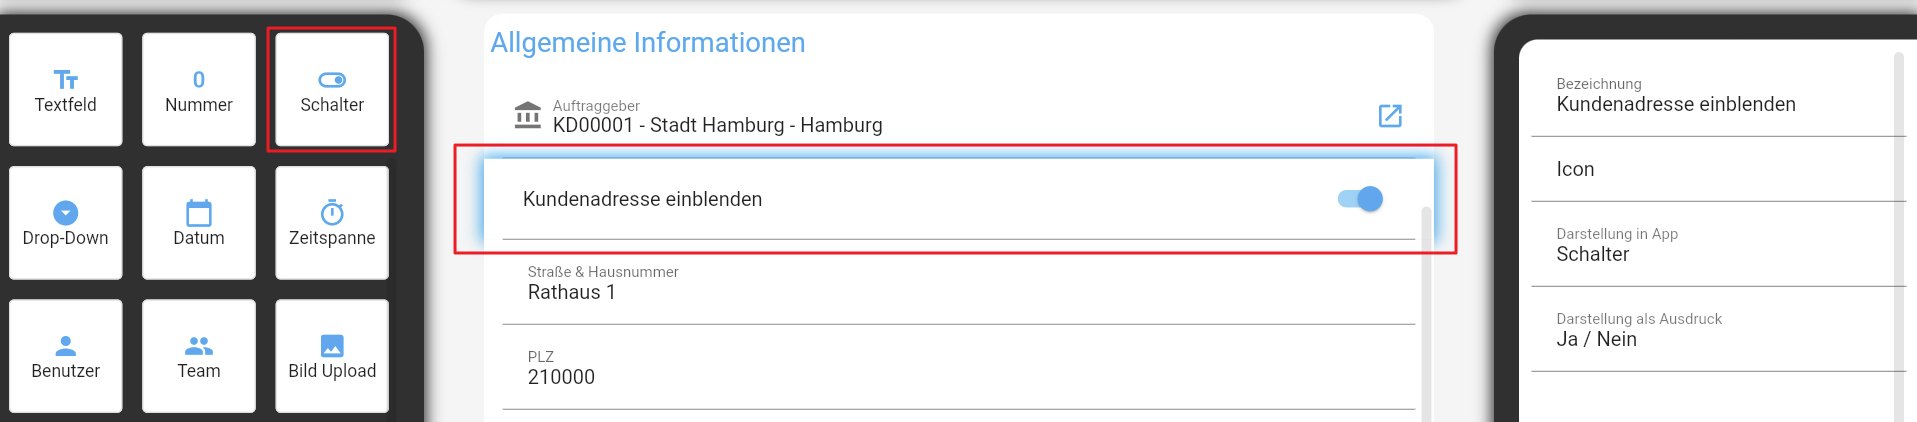 Textfeld
0
Nummer
Schalter
Drop-Down
Datum
Zeitspanne
Benutzer
Team
Bild Upload
Allgemeine Informationen
Auftraggeber
KD00001 - Stadt Hamburg - Hamburg
Kundenadresse einblenden
Straße & Hausnummer
Rathaus 1
PLZ
210000
Bezeichnung
Kundenadresse einblenden
Icon
Darstellung in App
Schalter
Darstellung als Ausdruck
Ja / Nein